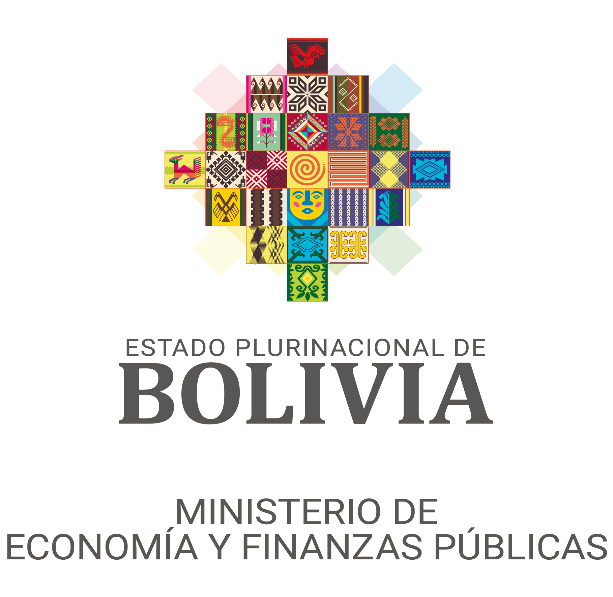 ESTADO PLURINACIONAL DE
BOLIVIA
MINISTERIO DE
ECONOMÍA Y FINANZAS PÚBLICAS